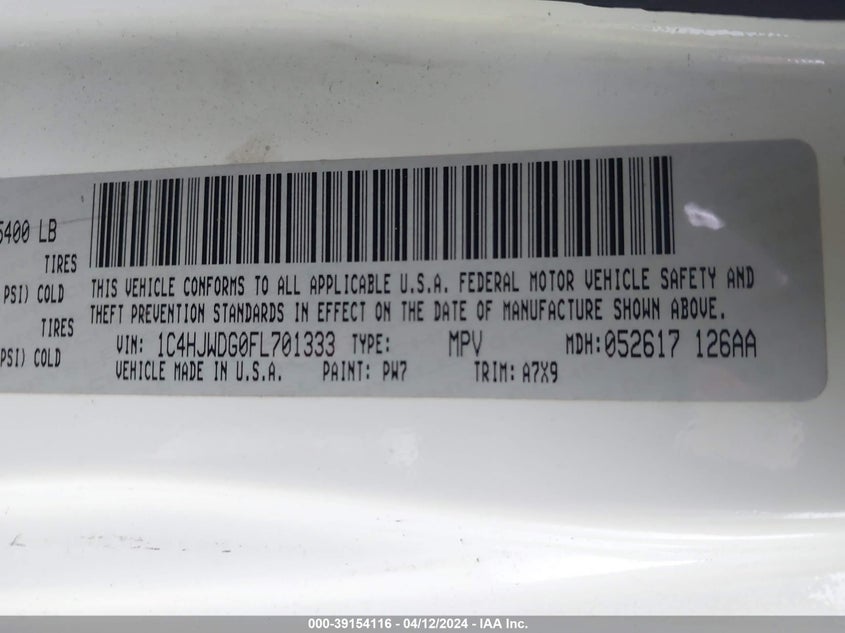 5400 LB
TIRES
PSI) COLD
TIRES
PSI) COLD
THIS VEHICLE CONFORMS TO ALL APPLICABLE U.S.A. FEDERAL MOTOR VEHICLE SAFETY AND
THEFT PREVENTION STANDARDS IN EFFECT ON THE DATE OF MANUFACTURE SHOWN ABOVE.
VIN: 1C4HJWDG0FL701333 TYPE: MPV MDH:052617 126AA
VEHICLE MADE IN U.S.A. PAINT: PW7 TRIM: A7X9
000-39154116 - 04/12/2024 - IAA Inc.